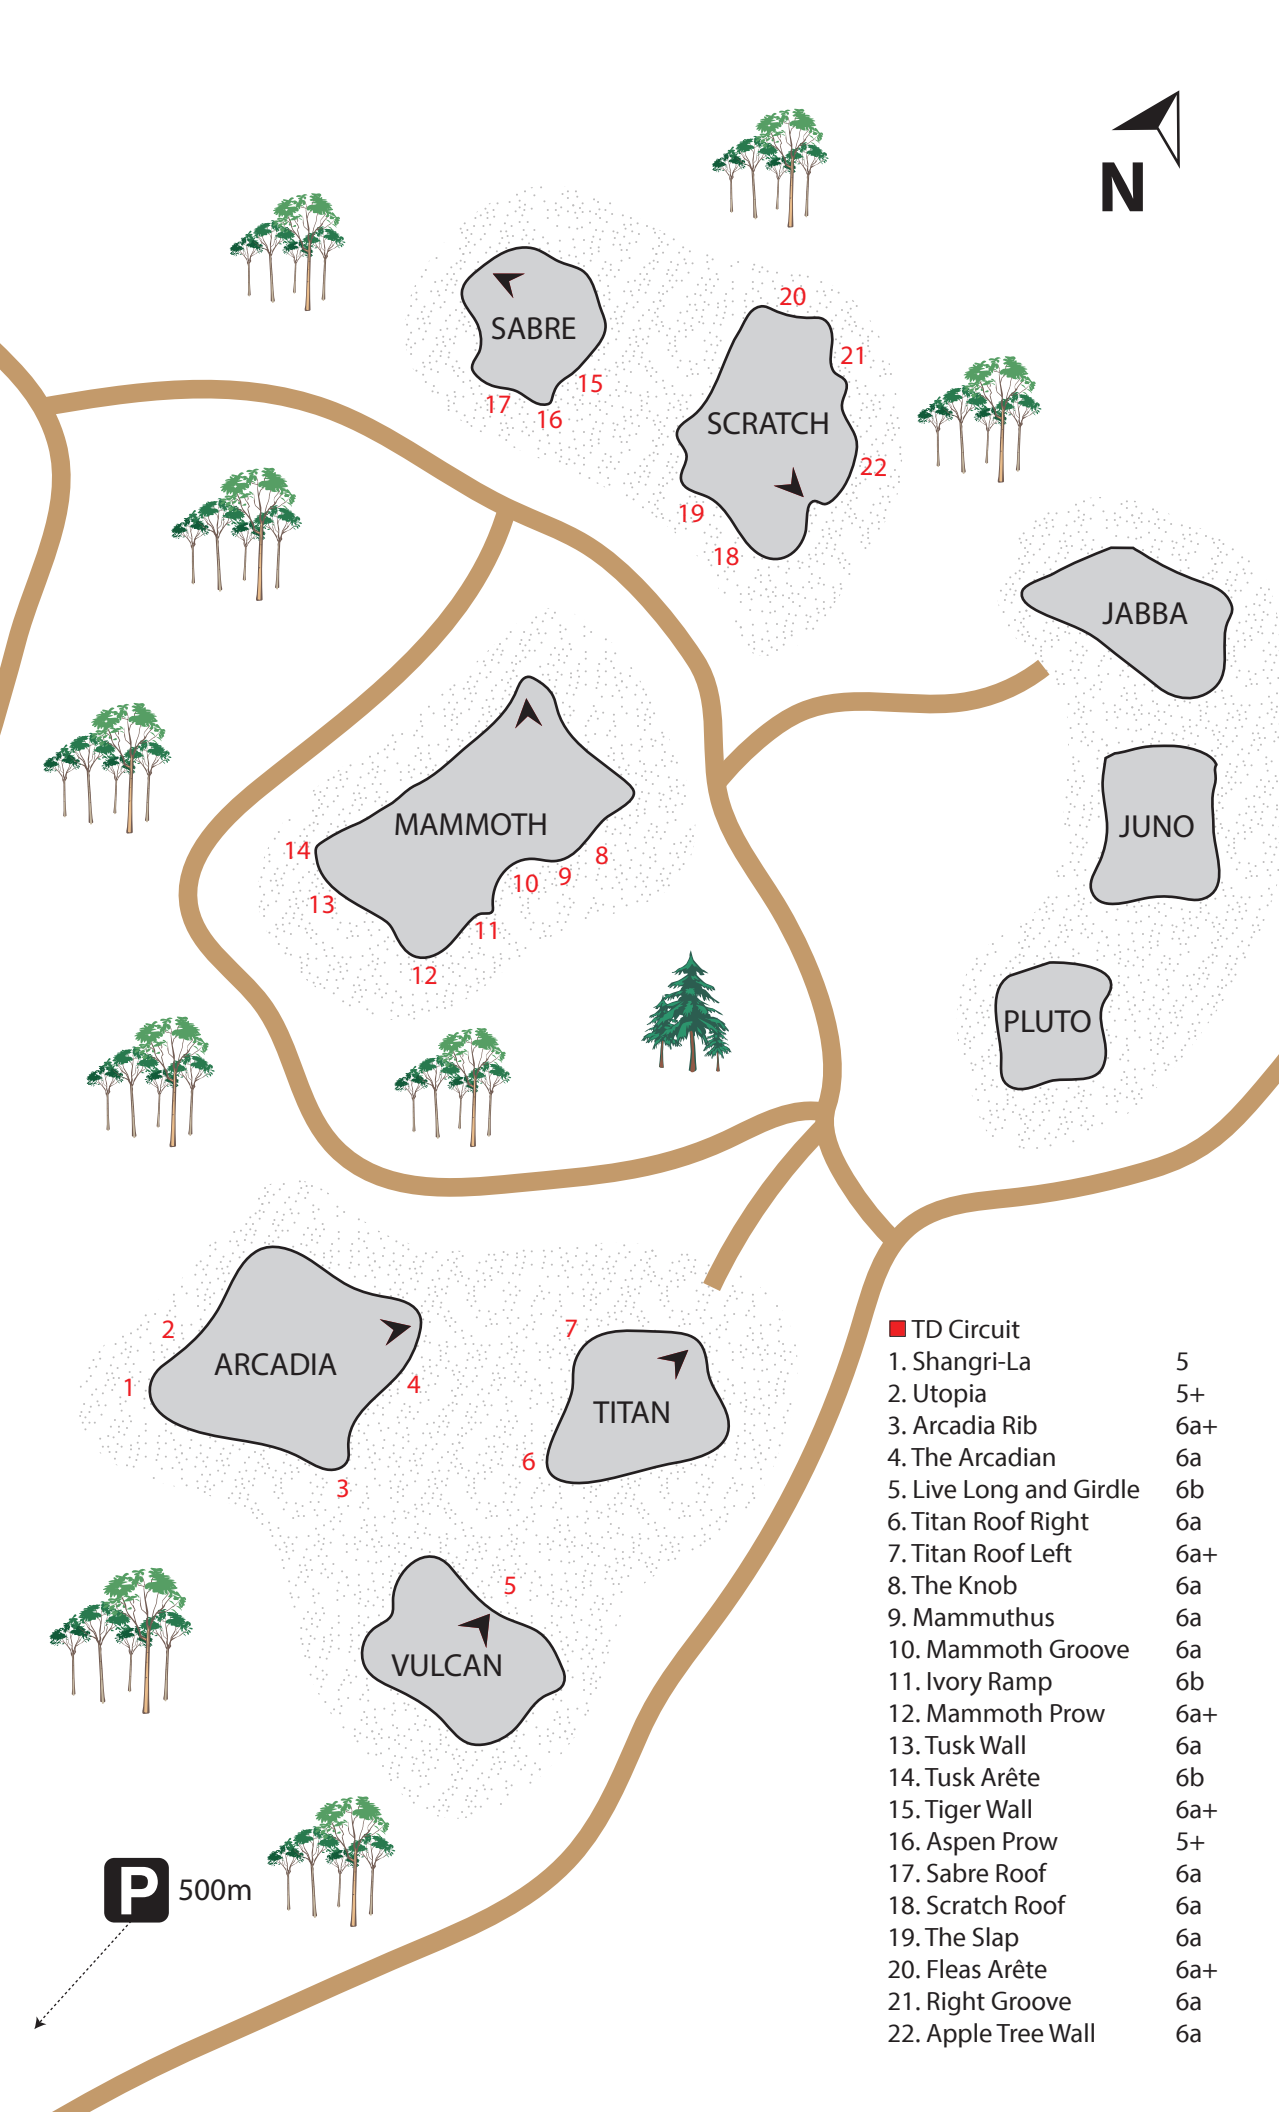 N
20
SABRE
21
15
17
16
SCRATCH
22
19
18
JABBA
MAMMOTH
JUNO
14
8
9
10
13
11
12
PLUTO
2
7
ARCADIA
1
4
TITAN
6
3
5
VULCAN
P 500m
TD Circuit
1. Shangri-La 5
2. Utopia 5+
3. Arcadia Rib 6a+
4. The Arcadian 6a
5. Live Long and Girdle 6b
6. Titan Roof Right 6a
7. Titan Roof Left 6a+
8. The Knob 6a
9. Mammuthus 6a
10. Mammoth Groove 6a
11. Ivory Ramp 6b
12. Mammoth Prow 6a+
13. Tusk Wall 6a
14. Tusk Arête 6b
15. Tiger Wall 6a+
16. Aspen Prow 5+
17. Sabre Roof 6a
18. Scratch Roof 6a
19. The Slap 6a
20. Fleas Arête 6a+
21. Right Groove 6a
22. Apple Tree Wall 6a